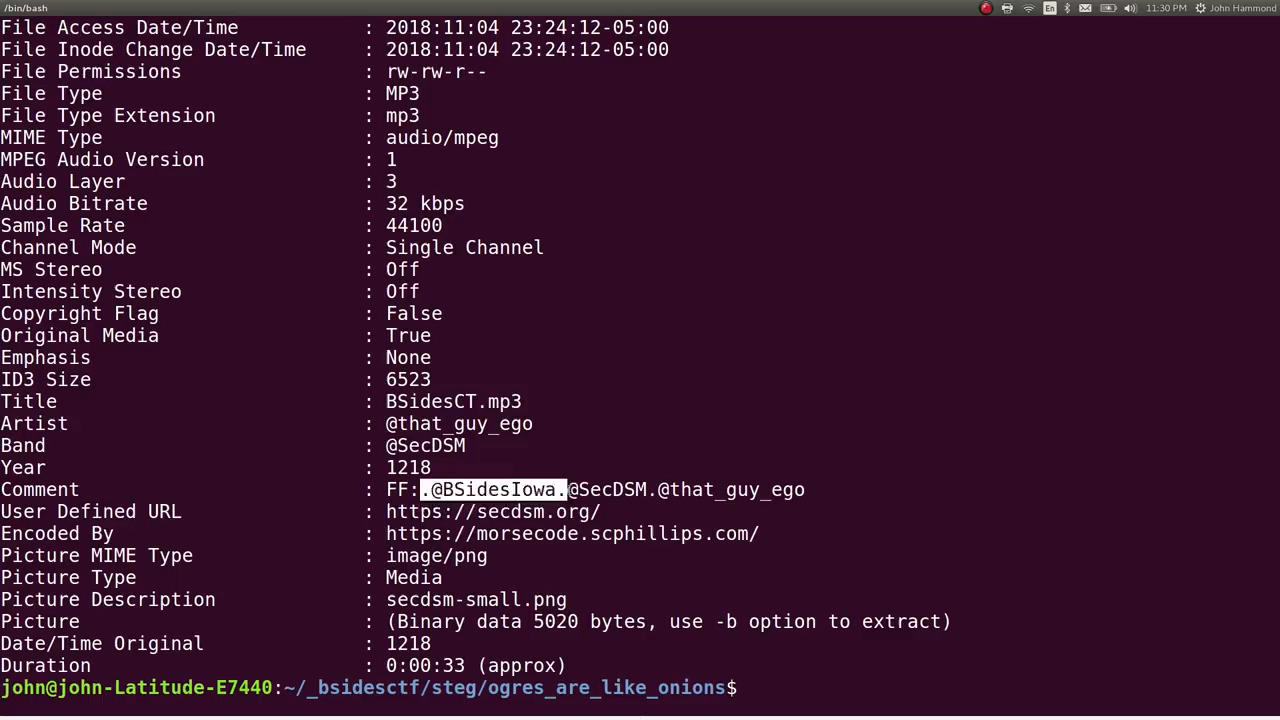 /bin/bash En 11:30 PM John Hammond
File Access Date/Time : 2018:11:04 23:24:12-05:00
File Inode Change Date/Time : 2018:11:04 23:24:12-05:00
File Permissions : rw-rw-r--
File Type : MP3
File Type Extension : mp3
MIME Type : audio/mpeg
MPEG Audio Version : 1
Audio Layer : 3
Audio Bitrate : 32 kbps
Sample Rate : 44100
Channel Mode : Single Channel
MS Stereo : Off
Intensity Stereo : Off
Copyright Flag : False
Original Media : True
Emphasis : None
ID3 Size : 6523
Title : BSidesCT.mp3
Artist : @that_guy_ego
Band : @SecDSM
Year : 1218
Comment : FF:.@BSidesIowa.@SecDSM.@that_guy_ego
User Defined URL : https://secdsm.org/
Encoded By : https://morsecode.scphillips.com/
Picture MIME Type : image/png
Picture Type : Media
Picture Description : secdsm-small.png
Picture : (Binary data 5020 bytes, use -b option to extract)
Date/Time Original : 1218
Duration : 0:00:33 (approx)
john@john-Latitude-E7440:~/_bsidesctf/steg/ogres_are_like_onions$